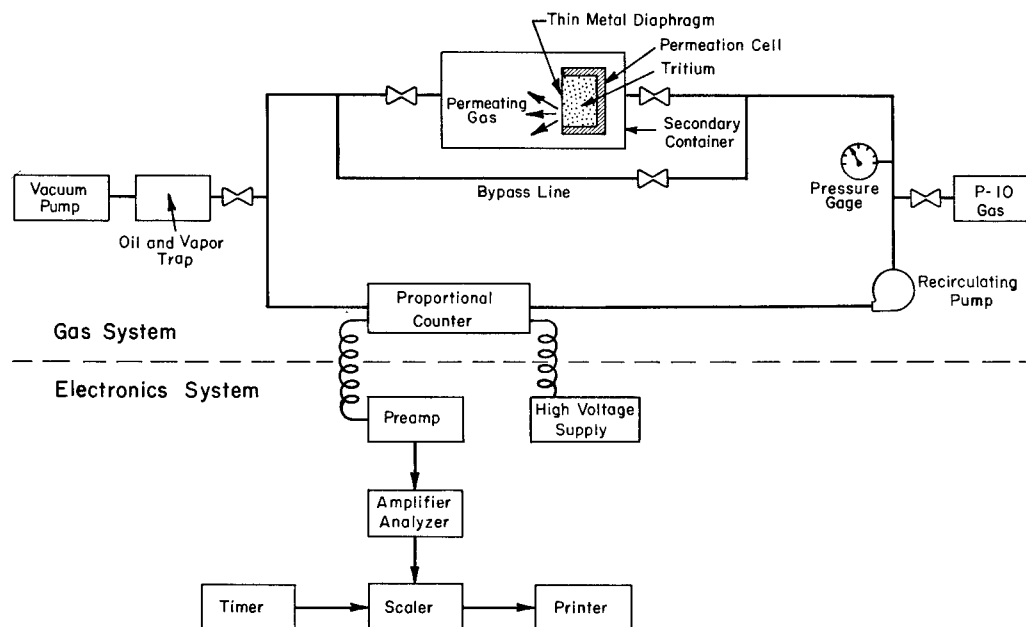 Thin Metal Diaphragm
Permeation Cell
Tritium
Permeating
Gas
Secondary
Container
Bypass Line
Pressure
Gage
Vacuum
Pump
Oil and Vapor
Trap
P-10
Gas
Recirculating
Pump
Proportional
Counter
Gas System
Electronics System
Preamp
High Voltage
Supply
Amplifier
Analyzer
Timer
Scaler
Printer